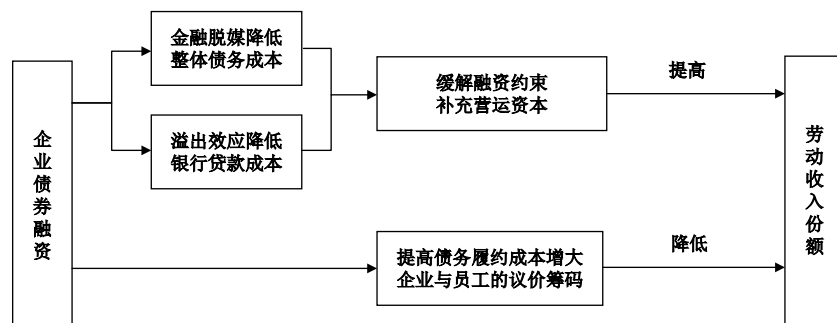 企业债券融资
金融脱媒降低
整体债务成本
溢出效应降低
银行贷款成本
缓解融资约束
补充营运资本
提高
提高债务履约成本增大
企业与员工的议价筹码
降低
劳动收入份额